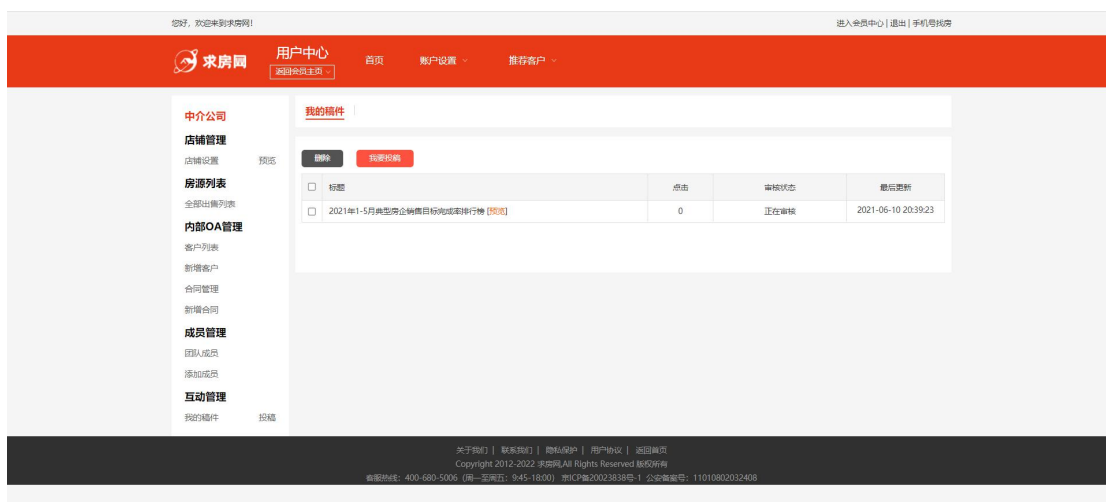 您好，欢迎来到求房网！
进入会员中心 | 退出 | 手机号找房
求房网
用户中心
返回会员主页
首页
账户设置
推荐客户
中介公司
店铺管理
店铺设置 预览
房源列表
全部出售列表
内部OA管理
客户列表
新增客户
合同管理
新增合同
成员管理
团队成员
添加成员
互动管理
我的稿件 投稿
我的稿件
删除 我要投稿
标题 点击 审核状态 最后更新
2021年1-5月典型房企销售目标完成率排行榜 [预览] 0 正在审核 2021-06-10 20:39:23
关于我们 | 联系我们 | 隐私保护 | 用户协议 | 返回首页
Copyright 2012-2022 求房网,All Rights Reserved 版权所有
客服热线：400-680-5006（周一至周五：9:45-18:00） 京ICP备20023838号-1 公安备案号：11010802032408